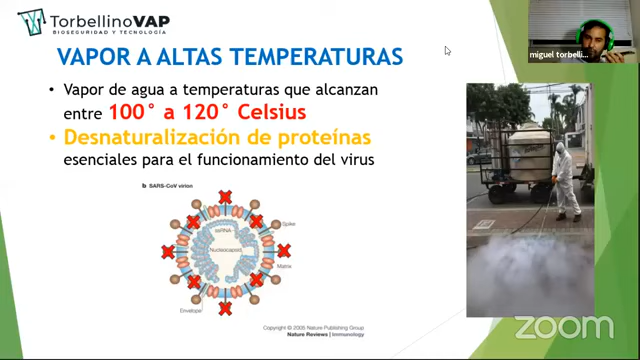 TorbellinoVAP
BIOSEGURIDAD Y TECNOLOGÍA
miguel torbelli...
VAPOR A ALTAS TEMPERATURAS
• Vapor de agua a temperaturas que alcanzan
entre 100° a 120° Celsius
• Desnaturalización de proteínas
esenciales para el funcionamiento del virus
b SARS-CoV virion
ssRNA
Spike
Nucleocapsid
Matrix
Envelope
Copyright © 2005 Nature Publishing Group
Nature Reviews | Immunology
zoom